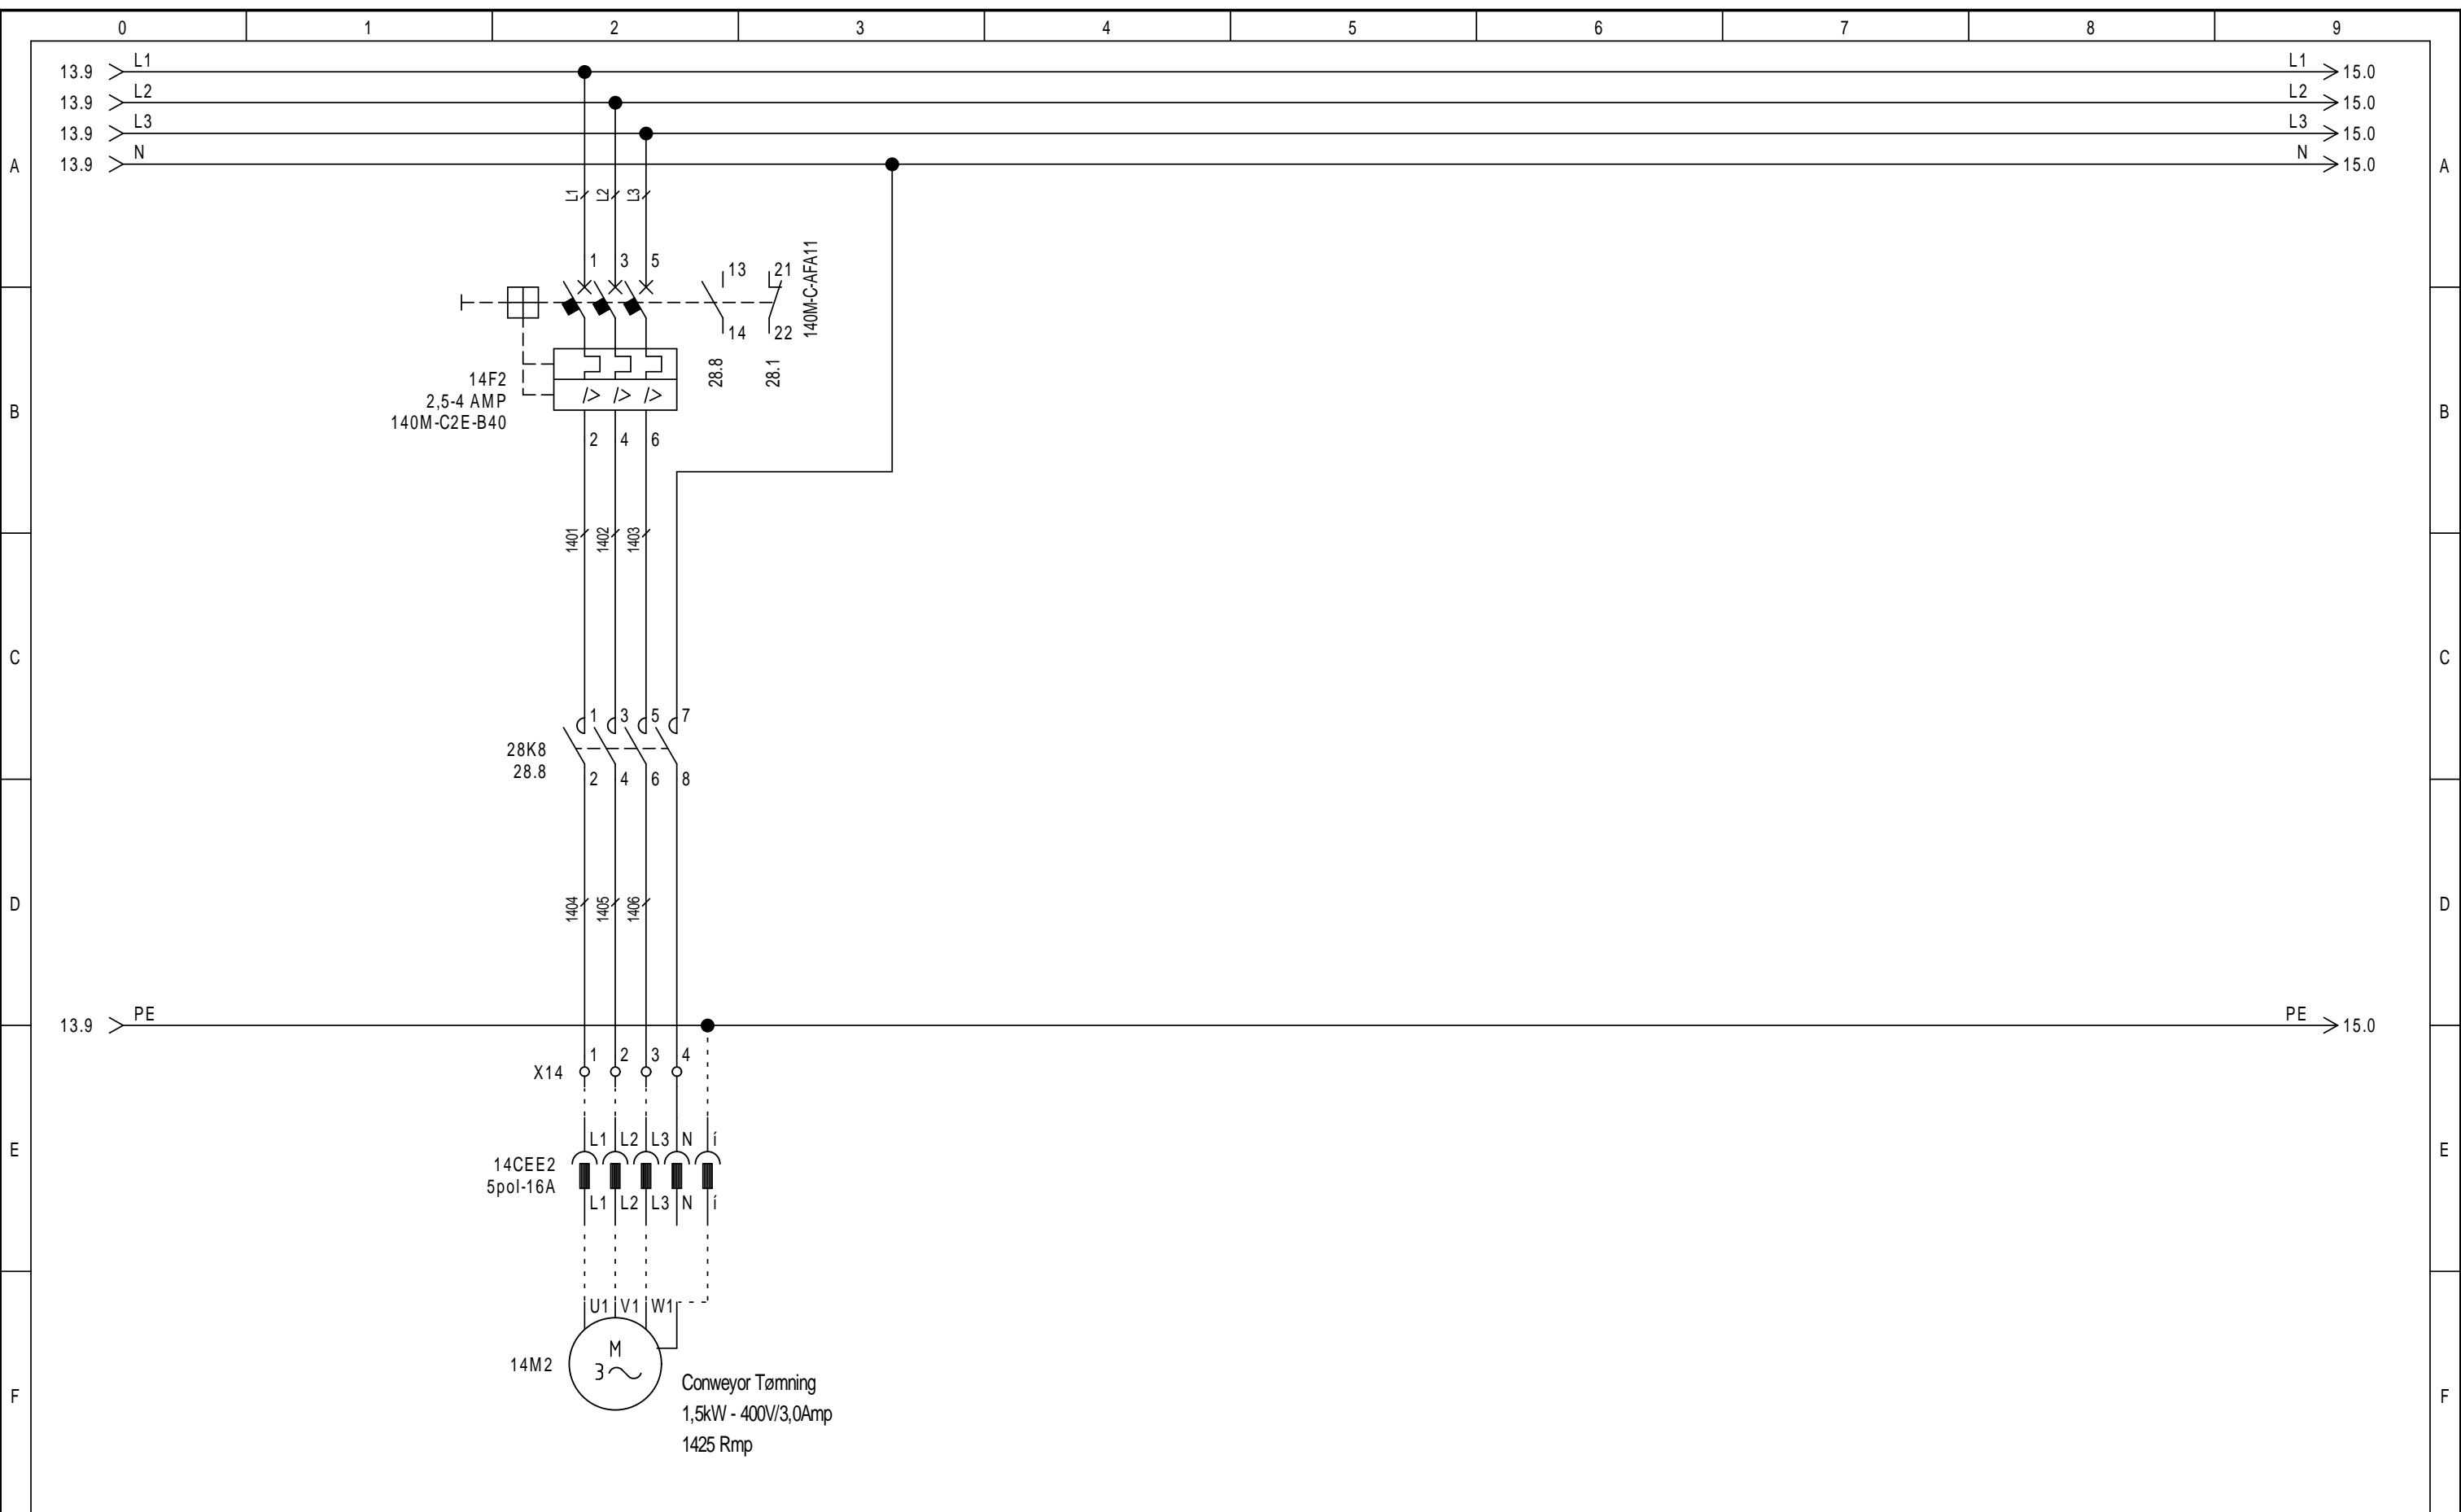 0 1 2 3 4 5 6 7 8 9
13.9 L1 L1 15.0
13.9 L2 L2 15.0
13.9 L3 L3 15.0
13.9 N N 15.0
A A
L1 L2 L3
1 3 5 13 21
140M-C-AFA11
14 22
28.8 28.1
14F2
2,5-4 AMP
140M-C2E-B40
/> /> />
B B
2 4 6
1401 1402 1403
C C
1 3 5 7
28K8
28.8
2 4 6 8
1404 1405 1406
D D
13.9 PE PE 15.0
1 2 3 4
X14
L1 L2 L3 N í
E E
14CEE2
5pol-16A
L1 L2 L3 N í
U1 V1 W1
M
3~
14M2
Conweyor Tømning
1,5kW - 400V/3,0Amp
1425 Rmp
F F